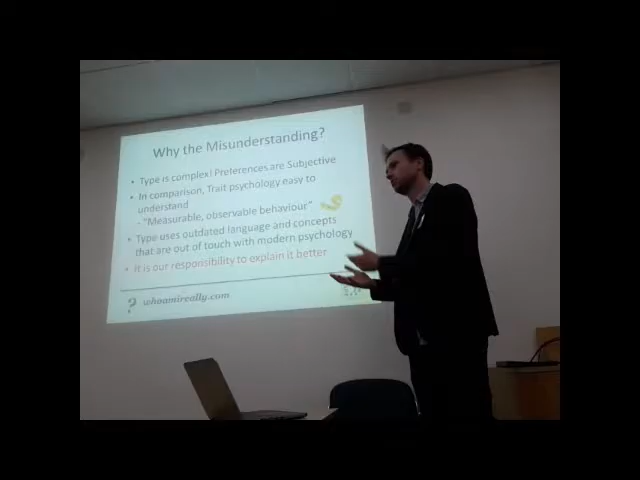 Why the Misunderstanding?
• Type is complex! Preferences are Subjective
• In comparison, Trait psychology easy to
understand
- "Measurable, observable behaviour"
• Type uses outdated language and concepts
that are out of touch with modern psychology
• It is our responsibility to explain it better
? whoamireally.com